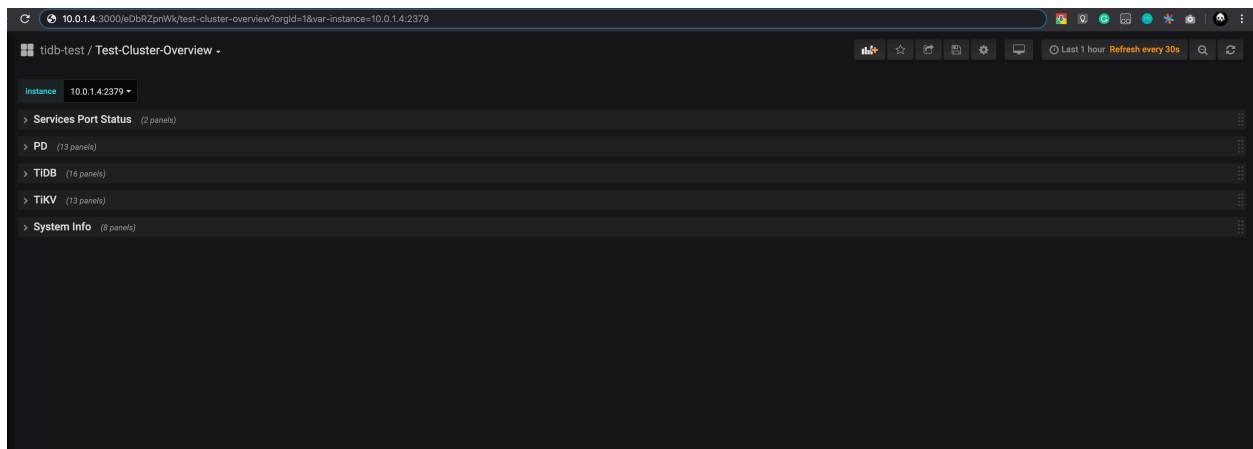 10.0.1.4:3000/eDbRZpnWk/test-cluster-overview?orgId=1&var-instance=10.0.1.4:2379
tidb-test / Test-Cluster-Overview
Last 1 hour Refresh every 30s
instance 10.0.1.4:2379
Services Port Status (2 panels)
PD (13 panels)
TiDB (16 panels)
TiKV (13 panels)
System Info (8 panels)